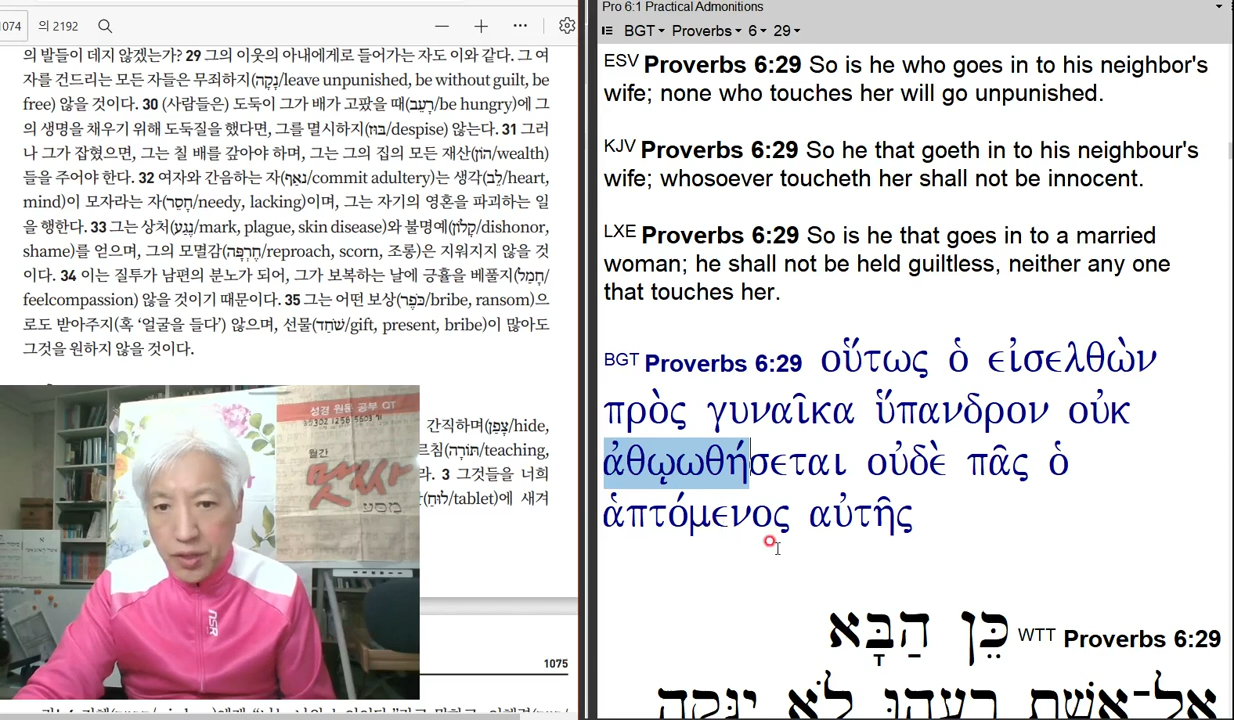 1074 의 2192
의 발들이 데지 않겠는가? 29 그의 이웃의 아내에게로 들어가는 자도 이와 같다. 그 여
자를 건드리는 모든 자들은 무죄하지(נָקָה/leave unpunished, be without guilt, be
free) 않을 것이다. 30 (사람들은) 도둑이 그가 배가 고팠을 때(רָעֵב/be hungry)에 그
의 생명을 채우기 위해 도둑질을 했다면, 그를 멸시하지(בּוּז/despise) 않는다. 31 그러
나 그가 잡혔으면, 그는 칠 배를 갚아야 하며, 그는 그의 집의 모든 재산(הוֹן/wealth)
들을 주어야 한다. 32 여자와 간음하는 자(נָאַף/commit adultery)는 생각(לֵב/heart,
mind)이 모자라는 자(חָסֵר/needy, lacking)이며, 그는 자기의 영혼을 파괴하는 일
을 행한다. 33 그는 상처(נֶגַע/mark, plague, skin disease)와 불명예(קָלוֹן/dishonor,
shame)를 얻으며, 그의 모멸감(חֶרְפָּה/reproach, scorn, 조롱)은 지워지지 않을 것
이다. 34 이는 질투가 남편의 분노가 되어, 그가 보복하는 날에 긍휼을 베풀지(חָמַל/
feelcompassion) 않을 것이기 때문이다. 35 그는 어떤 보상(כֹּפֶר/bribe, ransom)으
로도 받아주지(혹 '얼굴을 들다') 않으며, 선물(שֹׁחַד/gift, present, bribe)이 많아도
그것을 원하지 않을 것이다.
간직하며(צָפַן/hide,
르침(תּוֹרָה/teaching,
라. 3 그것들을 너희
(לוּחַ/tablet)에 새겨
1075
성경 원어 공부 QT
월간
맛싸
מסע
Pro 6:1 Practical Admonitions
BGT Proverbs 6 29
ESV Proverbs 6:29 So is he who goes in to his neighbor's
wife; none who touches her will go unpunished.
KJV Proverbs 6:29 So he that goeth in to his neighbour's
wife; whosoever toucheth her shall not be innocent.
LXE Proverbs 6:29 So is he that goes in to a married
woman; he shall not be held guiltless, neither any one
that touches her.
BGT Proverbs 6:29 οὕτως ὁ εἰσελθὼν
πρὸς γυναῖκα ὕπανδρον οὐκ
ἀθῳωθήσεται οὐδὲ πᾶς ὁ
ἁπτόμενος αὐτῆς
WTT Proverbs 6:29 כֵּן הַבָּא
אֶל־אֵשֶׁת רֵעֵהוּ לֹא יִנָּקֶה